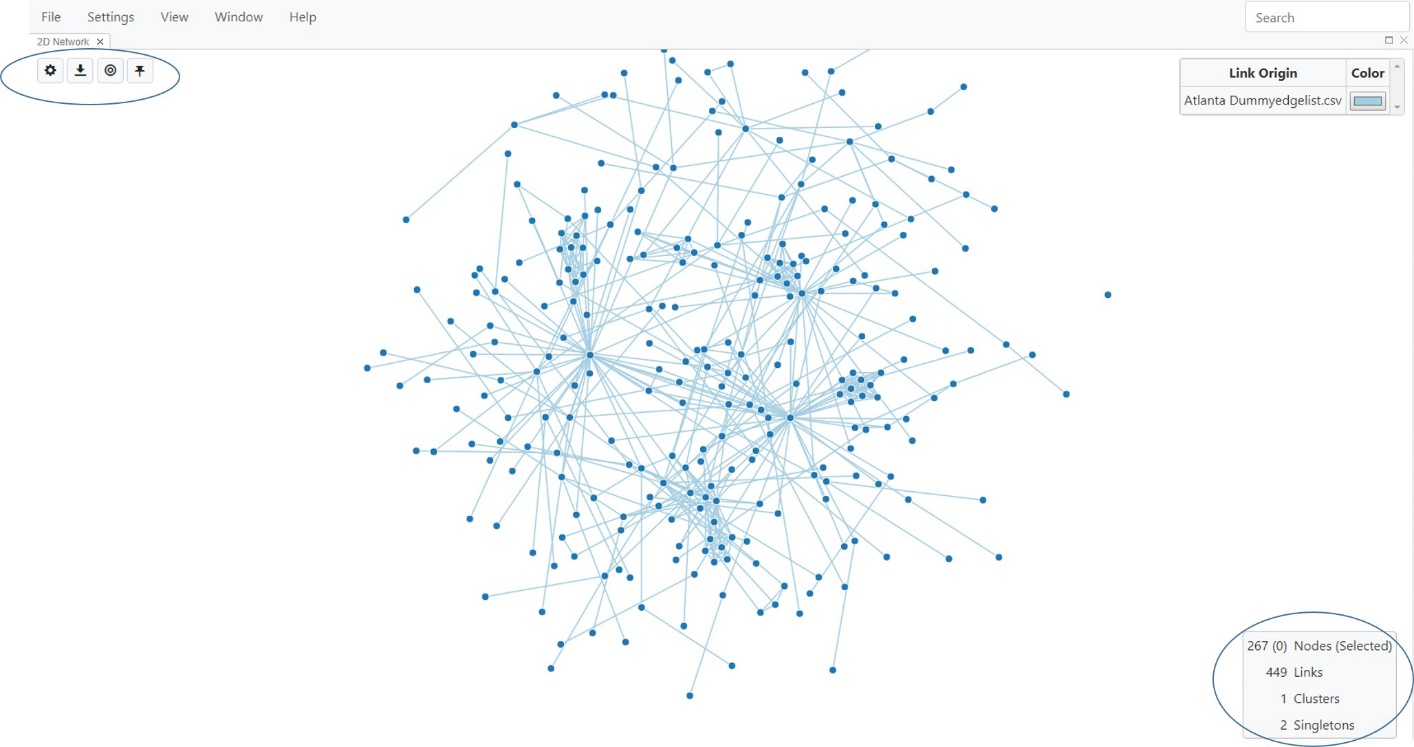 File Settings View Window Help Search
2D Network ×
Link Origin Color
Atlanta Dummyedgelist.csv
267 (0) Nodes (Selected)
449 Links
1 Clusters
2 Singletons